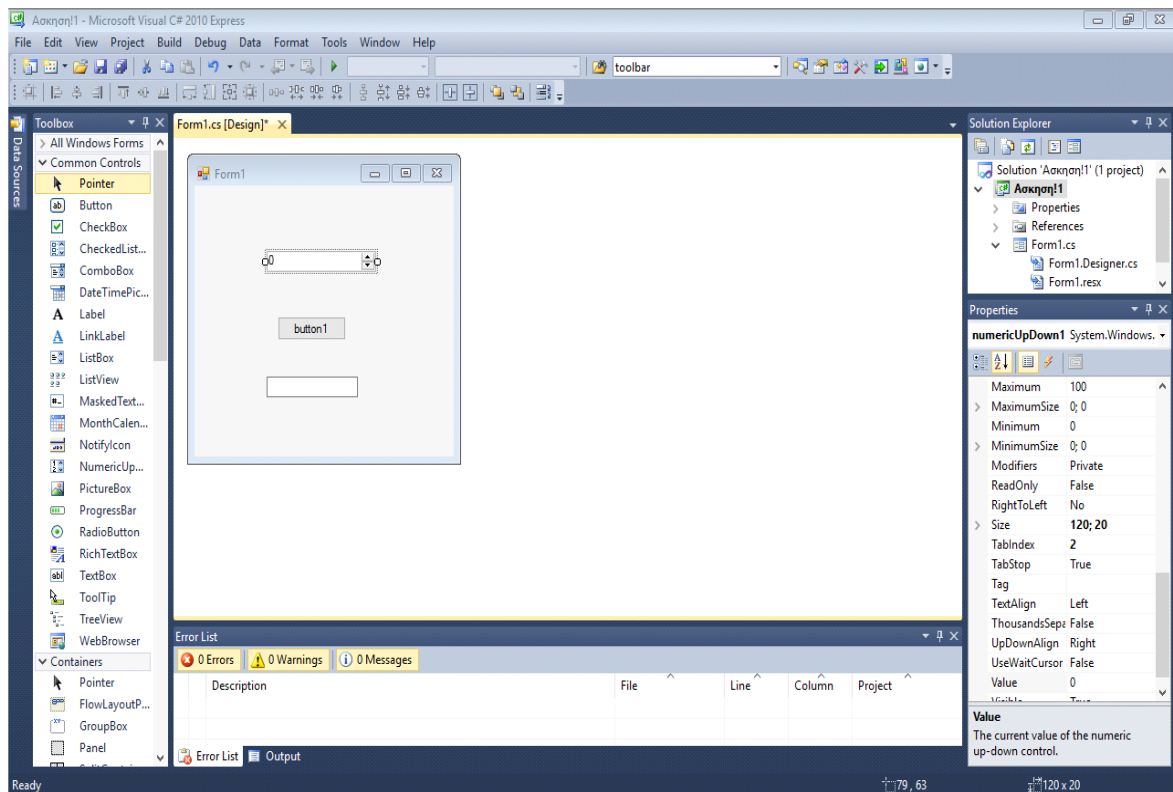 Ασκηση!1 - Microsoft Visual C# 2010 Express
File Edit View Project Build Debug Data Format Tools Window Help
toolbar
Data Sources
Toolbox
All Windows Forms
Common Controls
Pointer
Button
CheckBox
CheckedList...
ComboBox
DateTimePic...
Label
LinkLabel
ListBox
ListView
MaskedText...
MonthCalen...
NotifyIcon
NumericUp...
PictureBox
ProgressBar
RadioButton
RichTextBox
TextBox
ToolTip
TreeView
WebBrowser
Containers
Pointer
FlowLayoutP...
GroupBox
Panel
Form1.cs [Design]*
Form1
0
button1
Error List
0 Errors 0 Warnings 0 Messages
Description File Line Column Project
Error List Output
Solution Explorer
Solution 'Ασκηση!1' (1 project)
Ασκηση!1
Properties
References
Form1.cs
Form1.Designer.cs
Form1.resx
Properties
numericUpDown1 System.Windows.
Maximum 100
MaximumSize 0; 0
Minimum 0
MinimumSize 0; 0
Modifiers Private
ReadOnly False
RightToLeft No
Size 120; 20
TabIndex 2
TabStop True
Tag
TextAlign Left
ThousandsSepa False
UpDownAlign Right
UseWaitCursor False
Value 0
Visible True
Value
The current value of the numeric
up-down control.
Ready
79 , 63
120 x 20